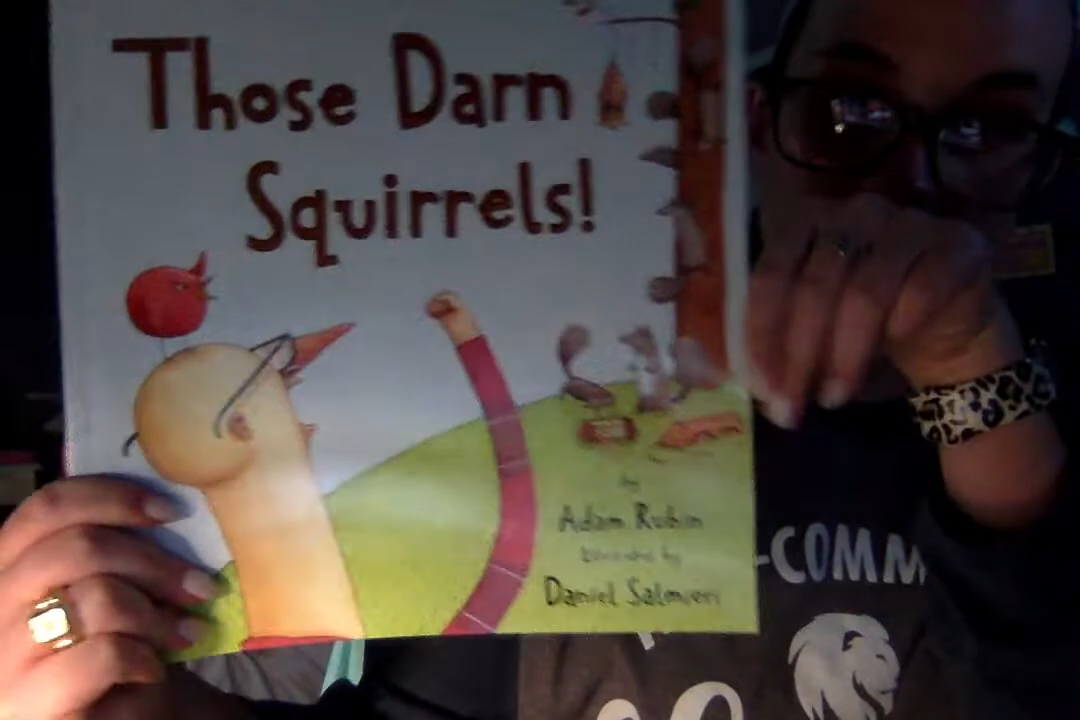 Those Darn
Squirrels!
by
Adam Rubin
Illustrated by
Daniel Salmieri
-COMM